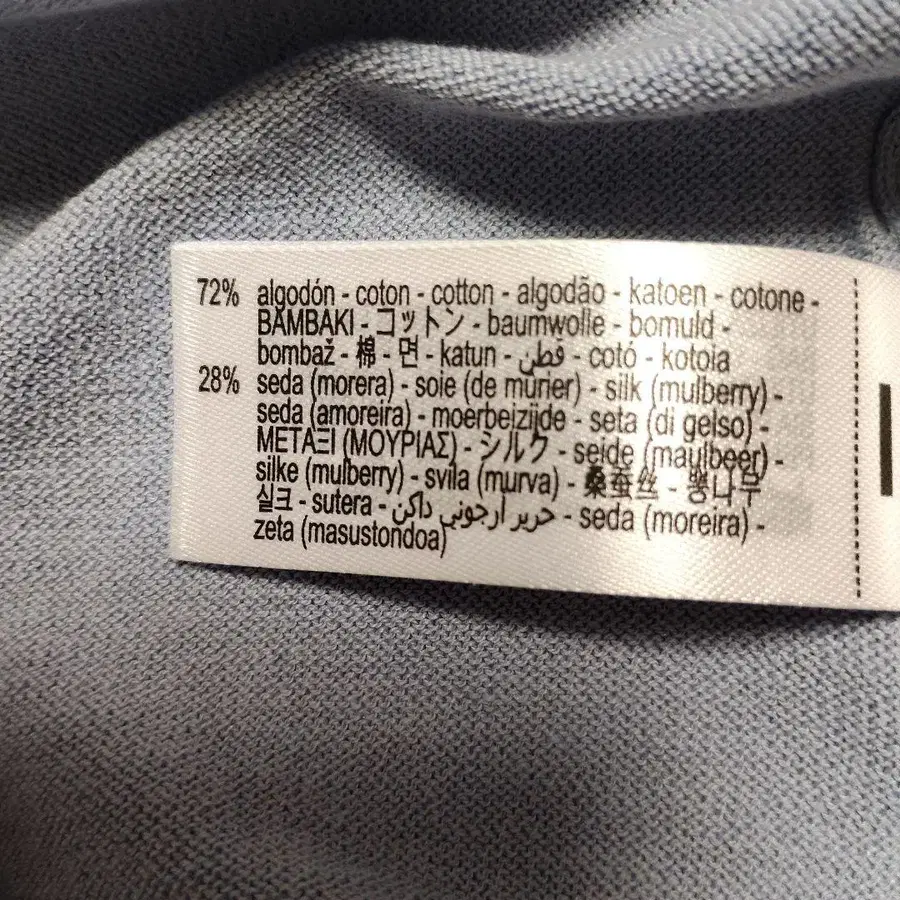 72% algodón - coton - cotton - algodão - katoen - cotone -
BAMBAKI - コットン - baumwolle - bomuld -
bombaž - 棉 - 면 - katun - قطن - cotó - kotoia
28% seda (morera) - soie (de murier) - silk (mulberry) -
seda (amoreira) - moerbeizijde - seta (di gelso) -
ΜΕΤΑΞΙ (ΜΟΥΡΙΑΣ) - シルク - seide (maulbeer) -
silke (mulberry) - svila (murva) - 桑蚕丝 - 뽕나무
실크 - sutera - حرير أرجوني داكن - seda (moreira) -
zeta (masustondoa)